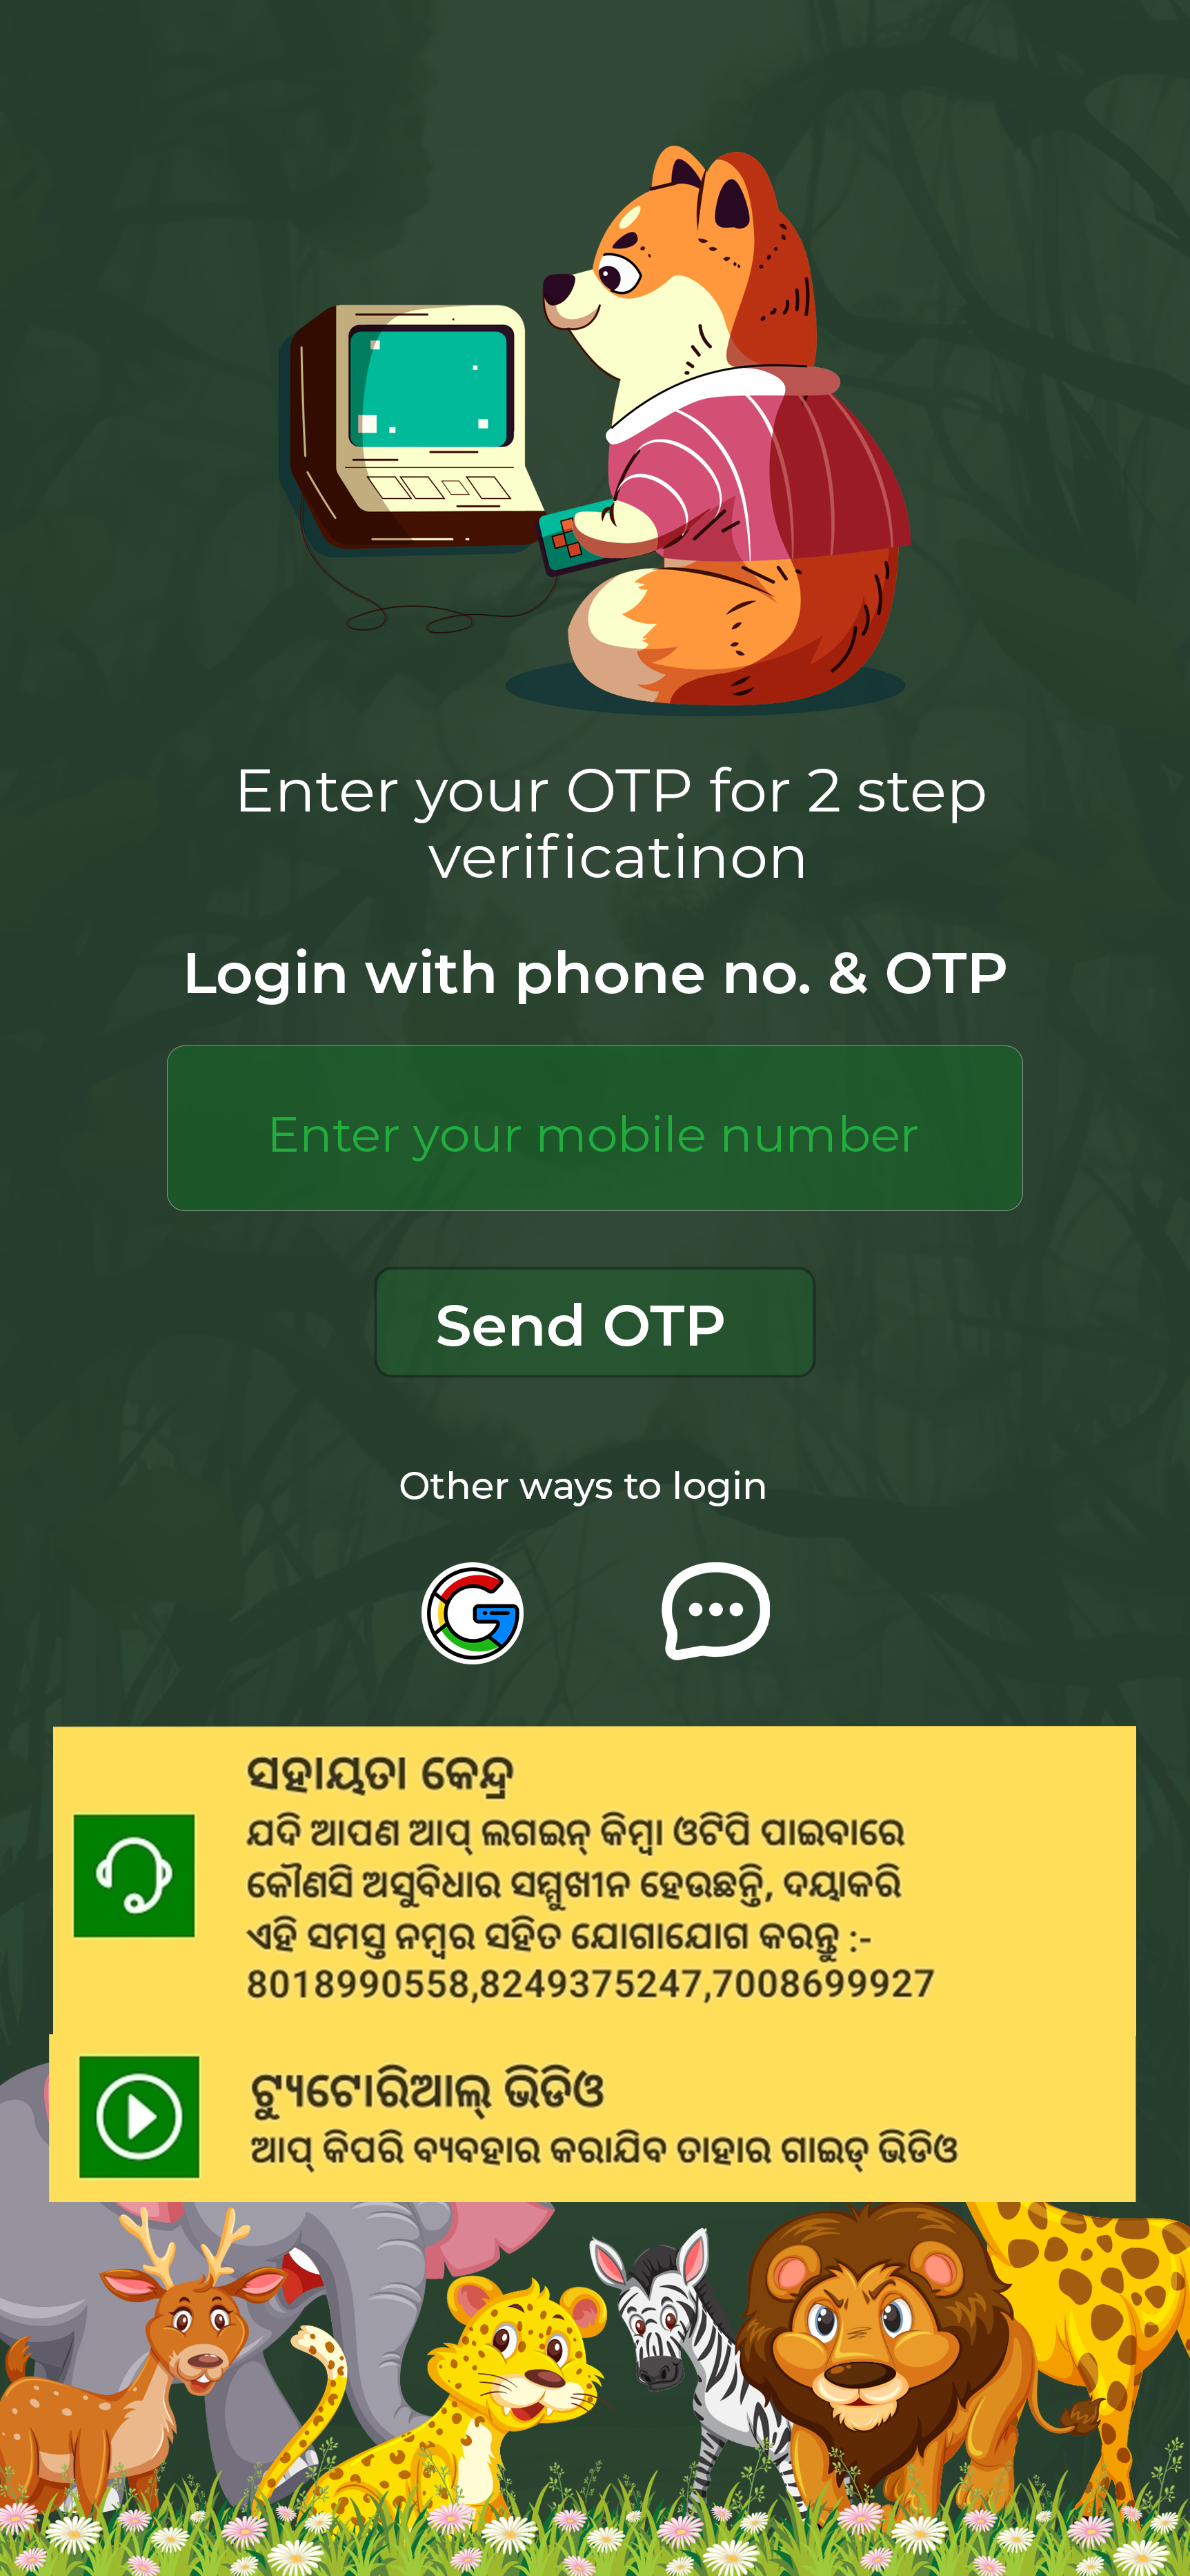 Enter your OTP for 2 step
verificatinon
Login with phone no. & OTP
Enter your mobile number
Send OTP
Other ways to login
ସହାୟତା କେନ୍ଦ୍ର
ଯଦି ଆପଣ ଆପ୍ ଲଗଇନ୍ କିମ୍ବା ଓଟିପି ପାଇବାରେ
କୌଣସି ଅସୁବିଧାର ସମ୍ମୁଖୀନ ହେଉଛନ୍ତି, ଦୟାକରି
ଏହି ସମସ୍ତ ନମ୍ବର ସହିତ ଯୋଗାଯୋଗ କରନ୍ତୁ :-
8018990558,8249375247,7008699927
ଟ୍ୟୁଟୋରିଆଲ୍ ଭିଡିଓ
ଆପ୍ କିପରି ବ୍ୟବହାର କରାଯିବ ତାହାର ଗାଇଡ୍ ଭିଡିଓ